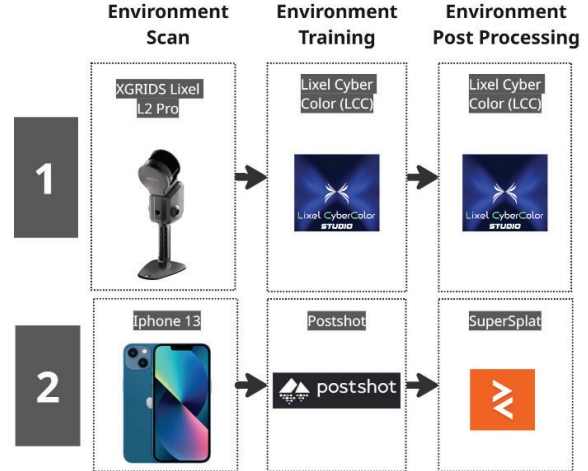 Environment Scan
Environment Training
Environment Post Processing
1
XGRIDS Lixel L2 Pro
Lixel Cyber Color (LCC)
Lixel CyberColor
STUDIO
Lixel Cyber Color (LCC)
Lixel CyberColor
STUDIO
2
Iphone 13
Postshot
postshot
SuperSplat